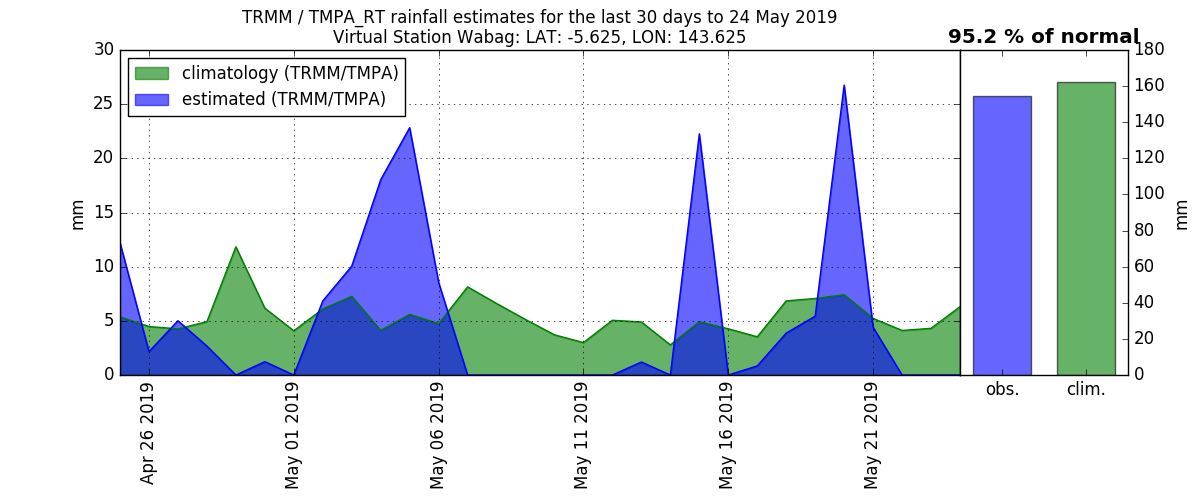 TRMM / TMPA_RT rainfall estimates for the last 30 days to 24 May 2019
Virtual Station Wabag: LAT: -5.625, LON: 143.625
95.2 % of normal
climatology (TRMM/TMPA)
estimated (TRMM/TMPA)
mm
30
25
20
15
10
5
0
Apr 26 2019
May 01 2019
May 06 2019
May 11 2019
May 16 2019
May 21 2019
180
160
140
120
100
80
60
40
20
0
mm
obs.
clim.